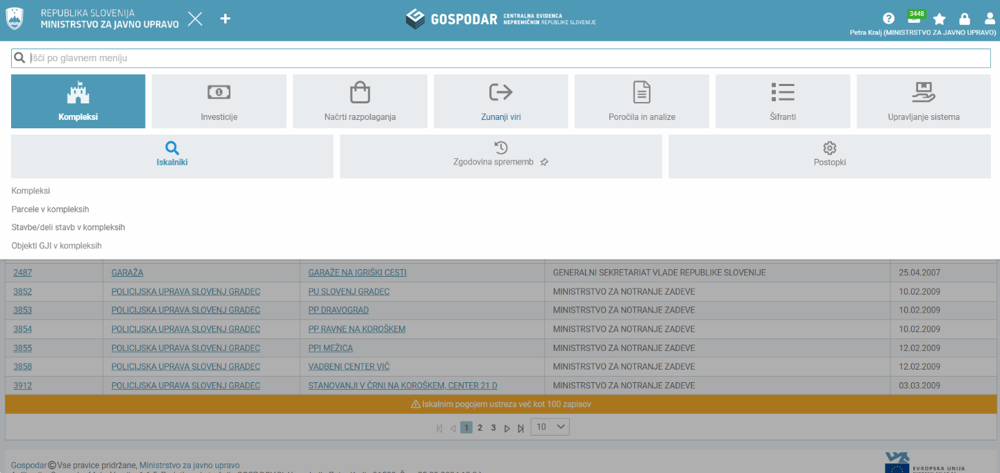 REPUBLIKA SLOVENIJA
MINISTRSTVO ZA JAVNO UPRAVO
GOSPODAR
CENTRALNA EVIDENCA
NEPREMIČNIN REPUBLIKE SLOVENIJE
3448
Petra Kralj (MINISTRSTVO ZA JAVNO UPRAVO)
Išči po glavnem meniju
Kompleksi Investicije Načrti razpolaganja Zunanji viri Poročila in analize Šifranti Upravljanje sistema
Iskalniki Zgodovina sprememb Postopki
Kompleksi
Parcele v kompleksih
Stavbe/deli stavb v kompleksih
Objekti GJI v kompleksih
2487 GARAŽA GARAŽE NA IGRIŠKI CESTI GENERALNI SEKRETARIAT VLADE REPUBLIKE SLOVENIJE 25.04.2007
3852 POLICIJSKA UPRAVA SLOVENJ GRADEC PU SLOVENJ GRADEC MINISTRSTVO ZA NOTRANJE ZADEVE 10.02.2009
3853 POLICIJSKA UPRAVA SLOVENJ GRADEC PP DRAVOGRAD MINISTRSTVO ZA NOTRANJE ZADEVE 10.02.2009
3854 POLICIJSKA UPRAVA SLOVENJ GRADEC PP RAVNE NA KOROŠKEM MINISTRSTVO ZA NOTRANJE ZADEVE 10.02.2009
3855 POLICIJSKA UPRAVA SLOVENJ GRADEC PPI MEŽICA MINISTRSTVO ZA NOTRANJE ZADEVE 12.02.2009
3858 POLICIJSKA UPRAVA SLOVENJ GRADEC VADBENI CENTER VIČ MINISTRSTVO ZA NOTRANJE ZADEVE 12.02.2009
3912 POLICIJSKA UPRAVA SLOVENJ GRADEC STANOVANJI V ČRNI NA KOROŠKEM, CENTER 21 D MINISTRSTVO ZA NOTRANJE ZADEVE 03.03.2009
Iskalnim pogojem ustreza več kot 100 zapisov
1 2 3 10
Gospodar © Vse pravice pridržane, Ministrstvo za javno upravo
EVROPSKA UNIJA